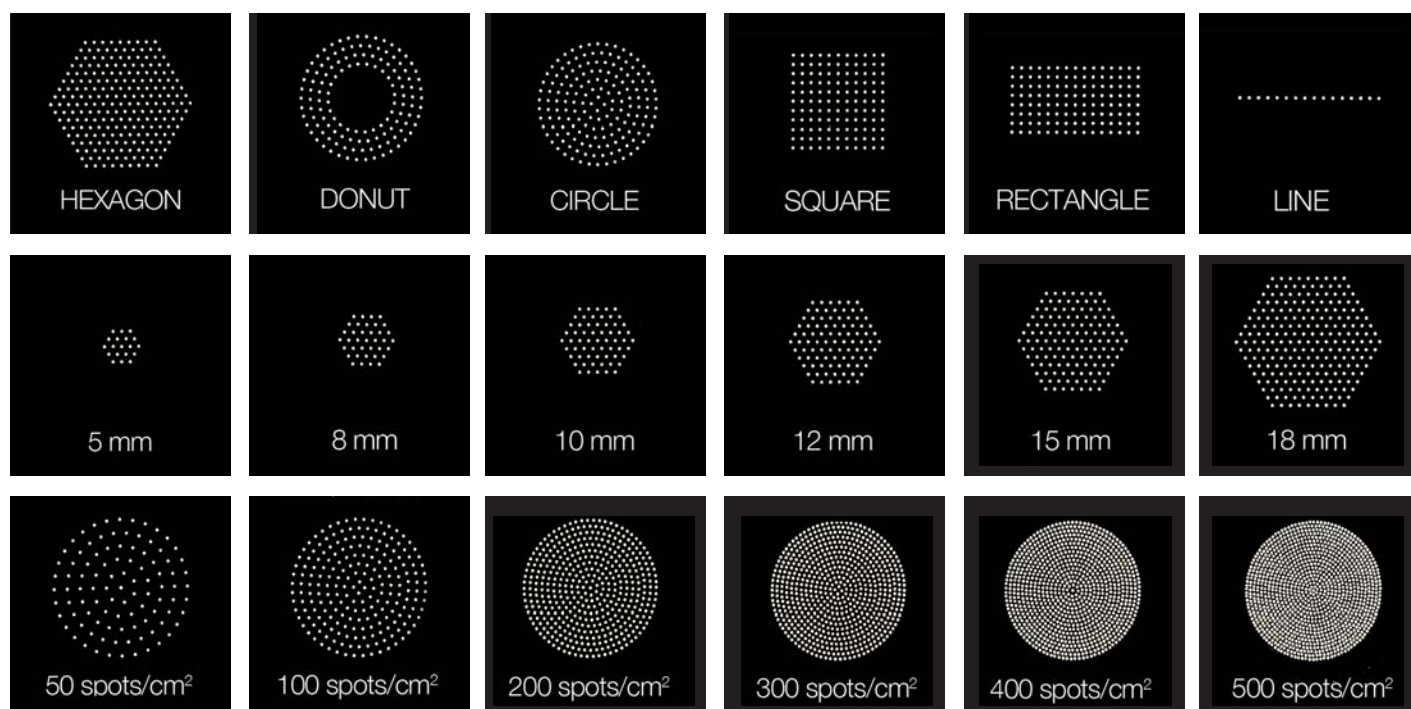 HEXAGON
DONUT
CIRCLE
SQUARE
RECTANGLE
LINE
5 mm
8 mm
10 mm
12 mm
15 mm
18 mm
50 spots/cm²
100 spots/cm²
200 spots/cm²
300 spots/cm²
400 spots/cm²
500 spots/cm²